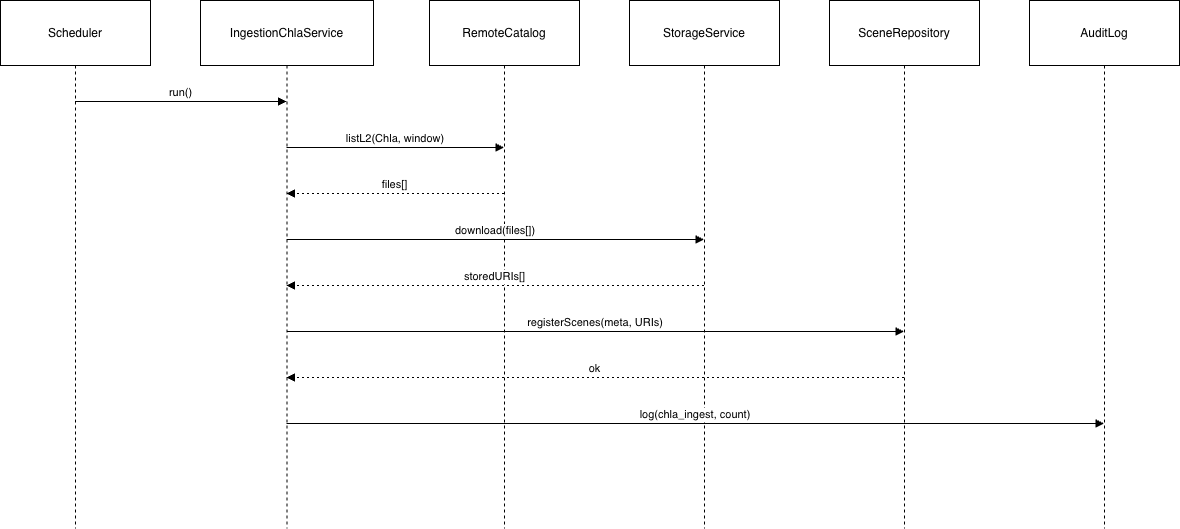 Scheduler
IngestionChlaService
RemoteCatalog
StorageService
SceneRepository
AuditLog
run()
listL2(Chla, window)
files[]
download(files[])
storedURIs[]
registerScenes(meta, URIs)
ok
log(chla_ingest, count)